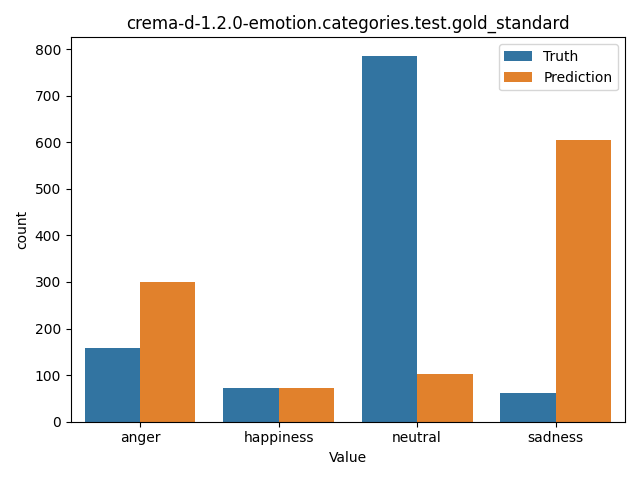 crema-d-1.2.0-emotion.categories.test.gold_standard
Truth
Prediction
800
700
600
500
400
300
200
100
0
count
anger happiness neutral sadness
Value